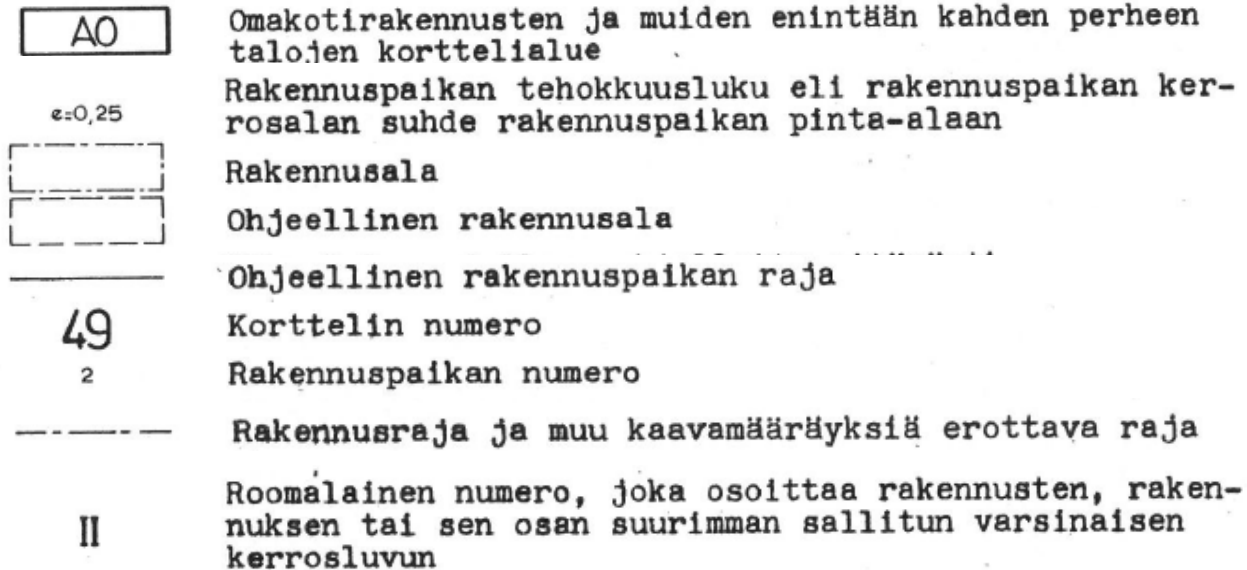 AO Omakotirakennusten ja muiden enintään kahden perheen
talojen korttelialue
Rakennuspaikan tehokkuusluku eli rakennuspaikan ker-
e=0,25 rosalan suhde rakennuspaikan pinta-alaan
Rakennusala
Ohjeellinen rakennusala
Ohjeellinen rakennuspaikan raja
49 Korttelin numero
2 Rakennuspaikan numero
Rakennusraja ja muu kaavamääräyksiä erottava raja
Roomalainen numero, joka osoittaa rakennusten, raken-
II nuksen tai sen osan suurimman sallitun varsinaisen
kerrosluvun